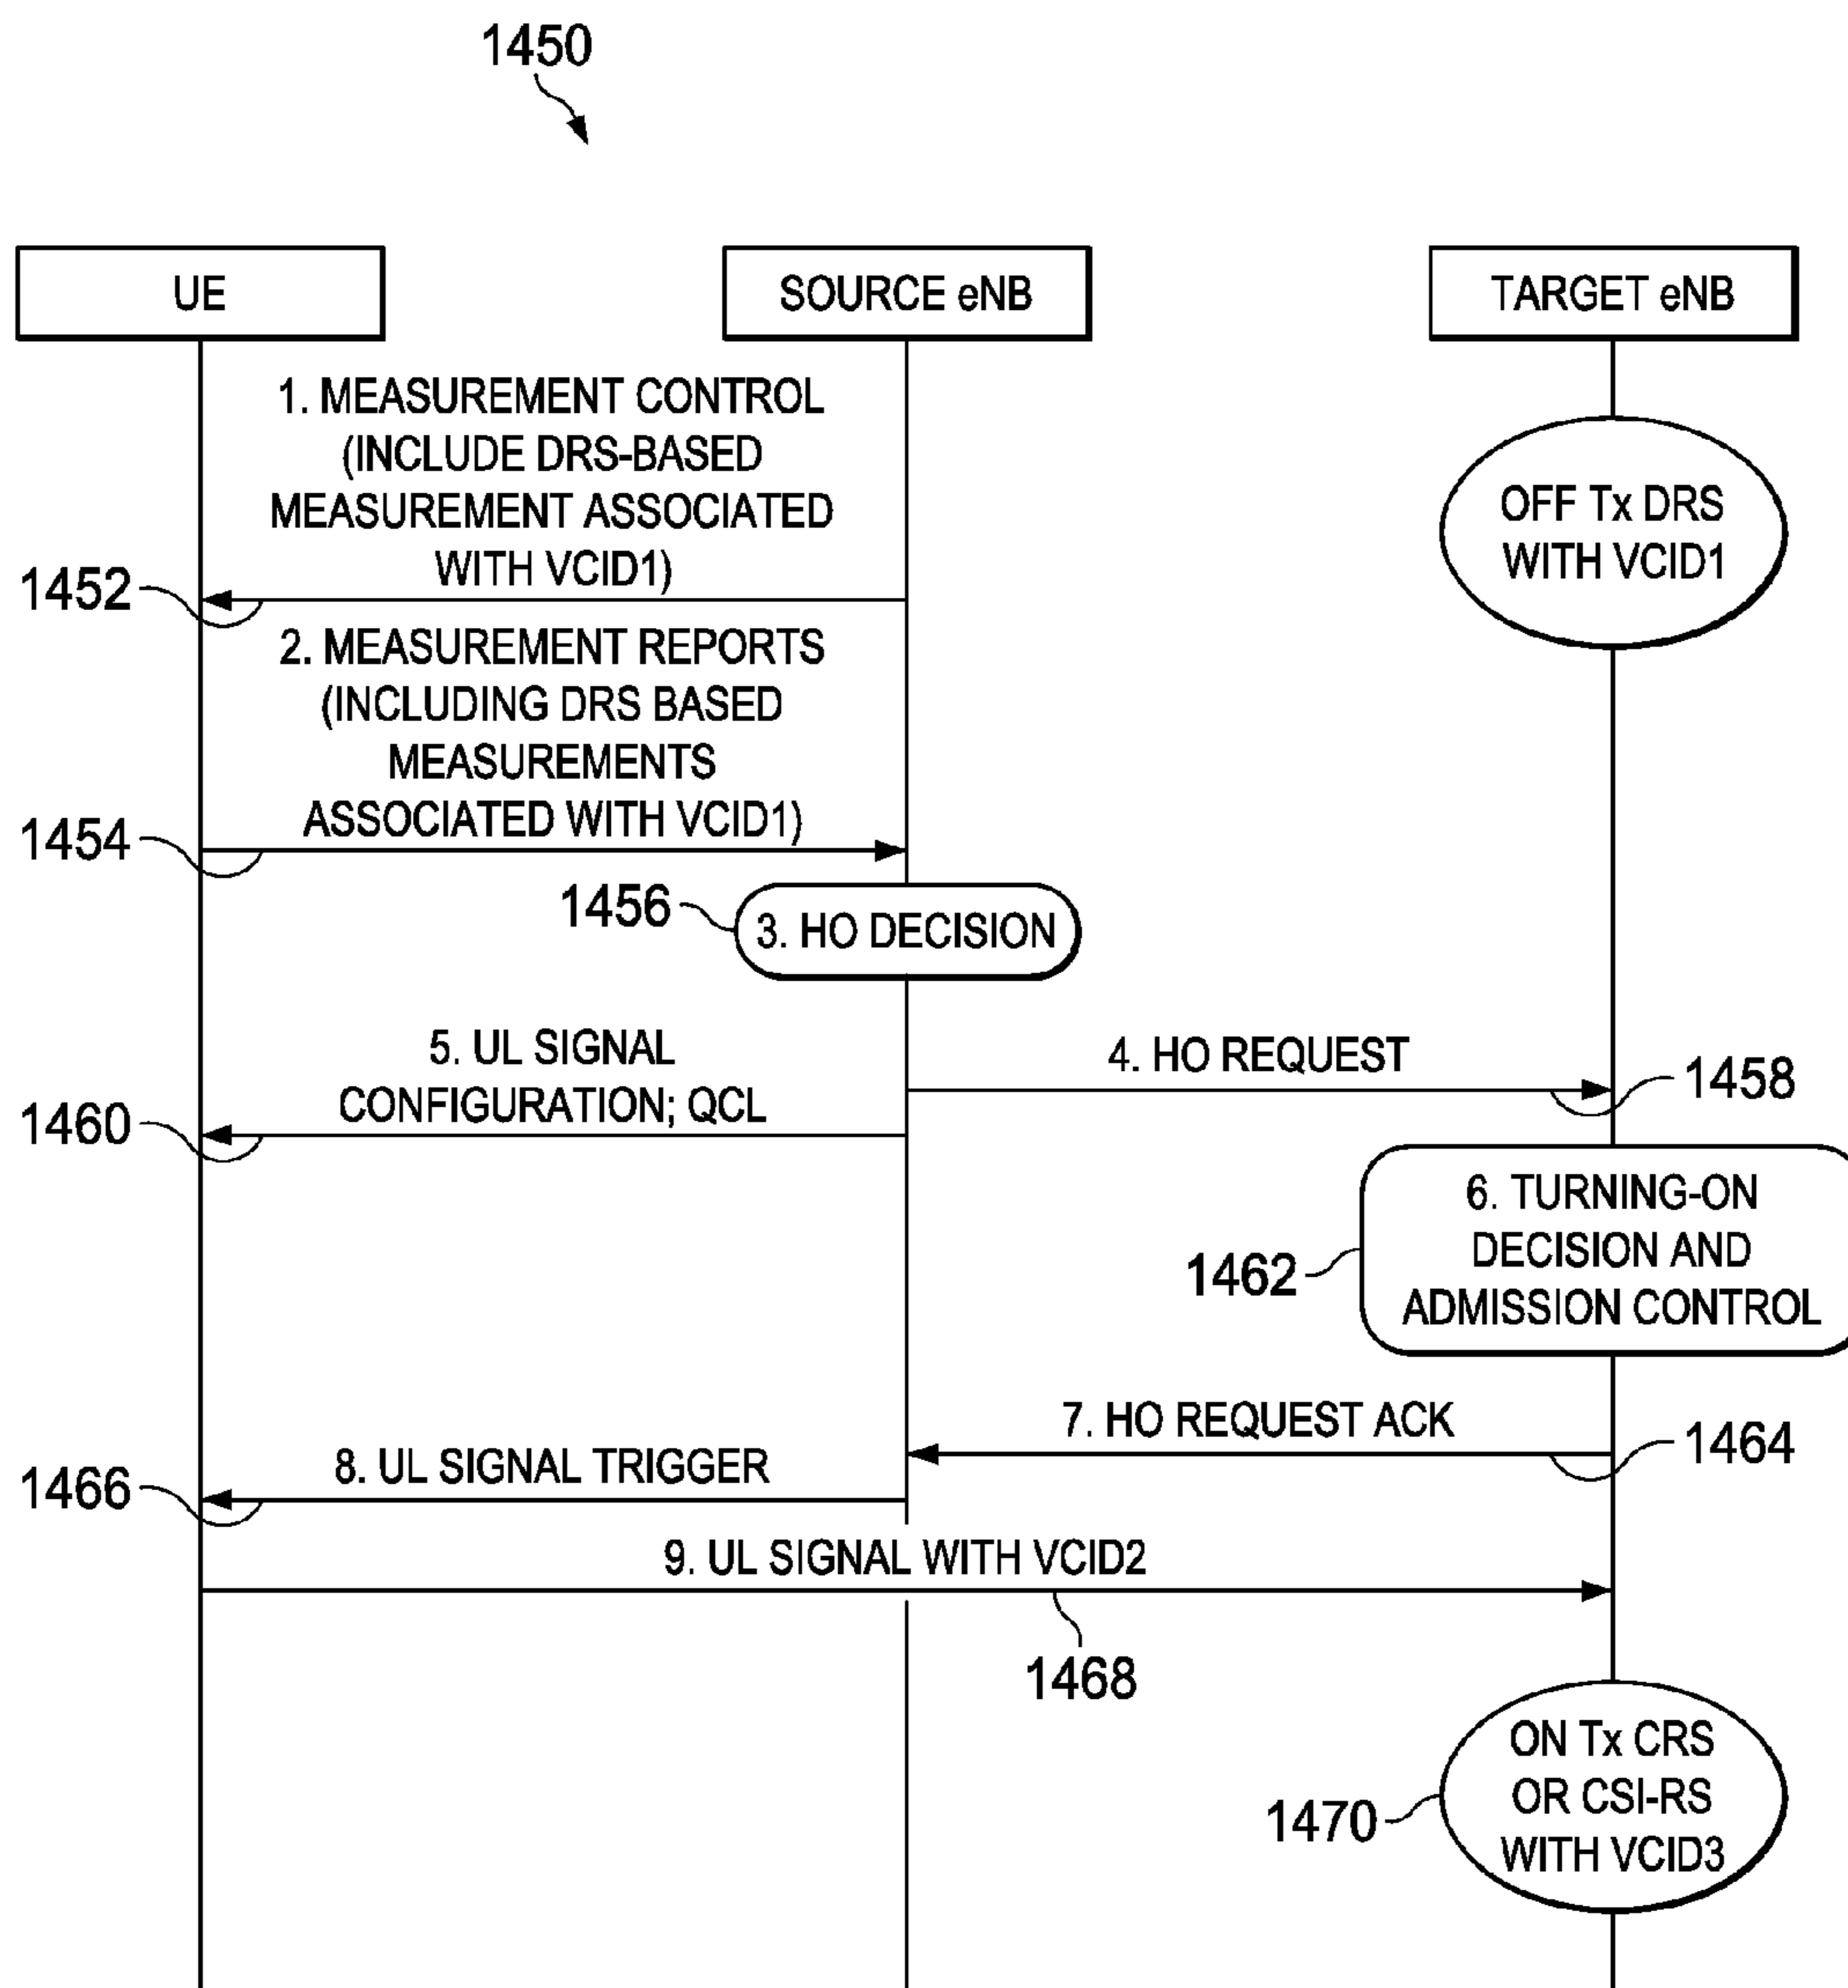 1450
UE
SOURCE eNB
TARGET eNB
1. MEASUREMENT CONTROL
(INCLUDE DRS-BASED
MEASUREMENT ASSOCIATED
WITH VCID1)
1452
OFF Tx DRS
WITH VCID1
2. MEASUREMENT REPORTS
(INCLUDING DRS BASED
MEASUREMENTS
ASSOCIATED WITH VCID1)
1454
1456
3. HO DECISION
4. HO REQUEST
1458
5. UL SIGNAL
CONFIGURATION; QCL
1460
6. TURNING-ON
DECISION AND
ADMISSION CONTROL
1462
7. HO REQUEST ACK
1464
8. UL SIGNAL TRIGGER
1466
9. UL SIGNAL WITH VCID2
1468
ON Tx CRS
OR CSI-RS
WITH VCID3
1470